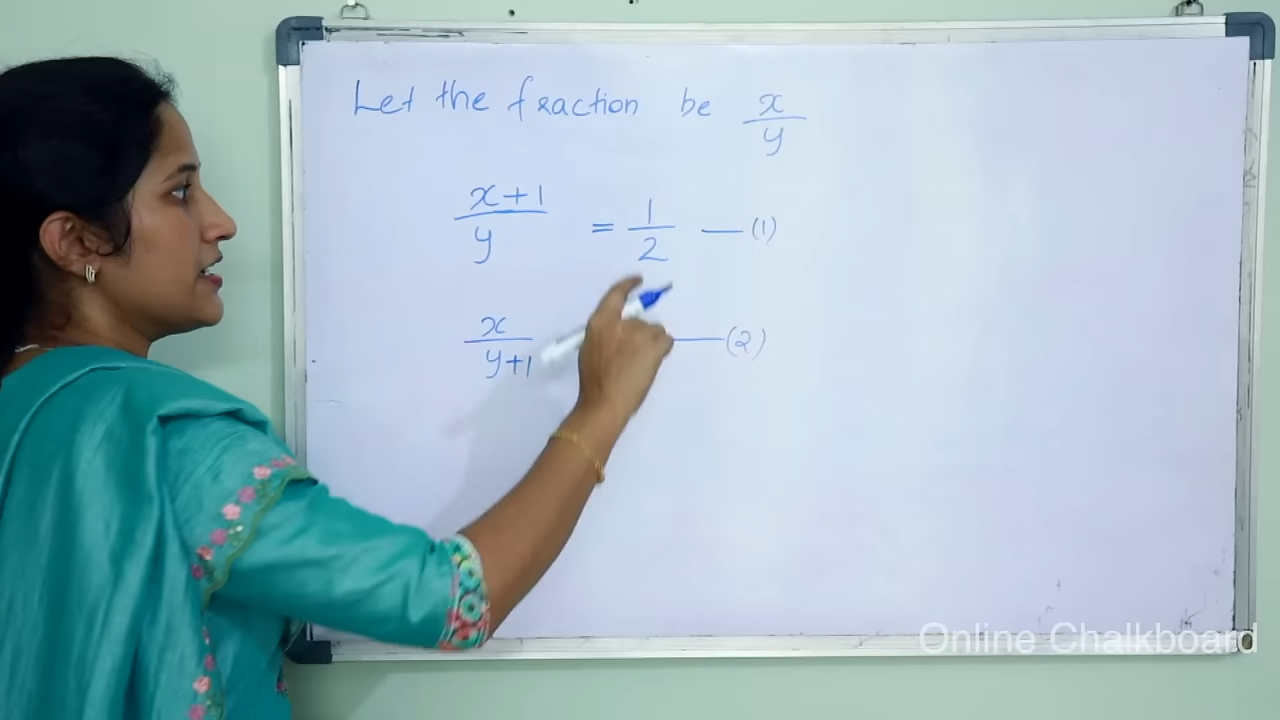 Let the fraction be x/y
x+1/y = 1/2 — (1)
x/y+1 — (2)
Online Chalkboard